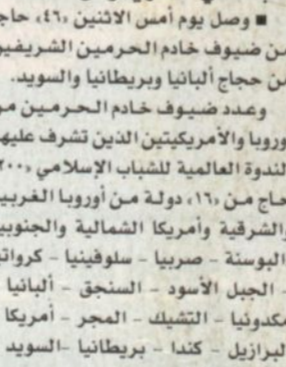 ■ وصل يوم أمس الاثنين «٤٦» حاج
من ضيوف خادم الحرمين الشريفين
من حجاج ألبانيا وبريطانيا والسويد.
وعدد ضيوف خادم الحرمين من
أوروبا والأمريكيتين الذين تشرف عليهم
الندوة العالمية للشباب الإسلامي «٢٠٠
حاج من «١٦» دولة من أوروبا الغربية
والشرقية وأمريكا الشمالية والجنوبية
البوسنة - صربيا - سلوفينيا - كرواتيا
- الجبل الأسود - السنجق - ألبانيا
مكدونيا - التشيك - المجر - أمريكا
البرازيل - كندا - بريطانيا - السويد